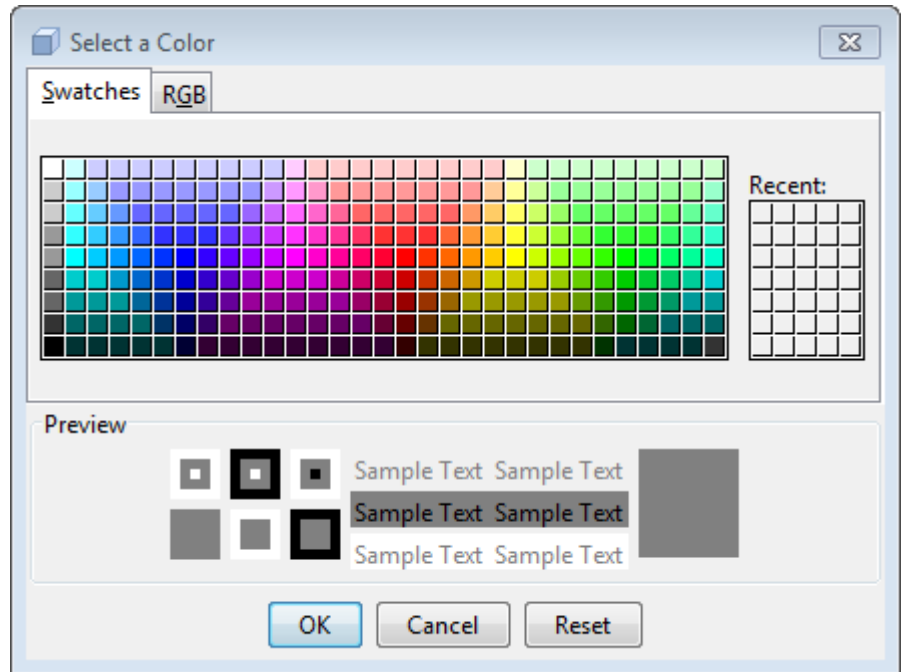 Select a Color
Swatches RGB
Recent:
Preview
Sample Text Sample Text
Sample Text Sample Text
Sample Text Sample Text
OK Cancel Reset